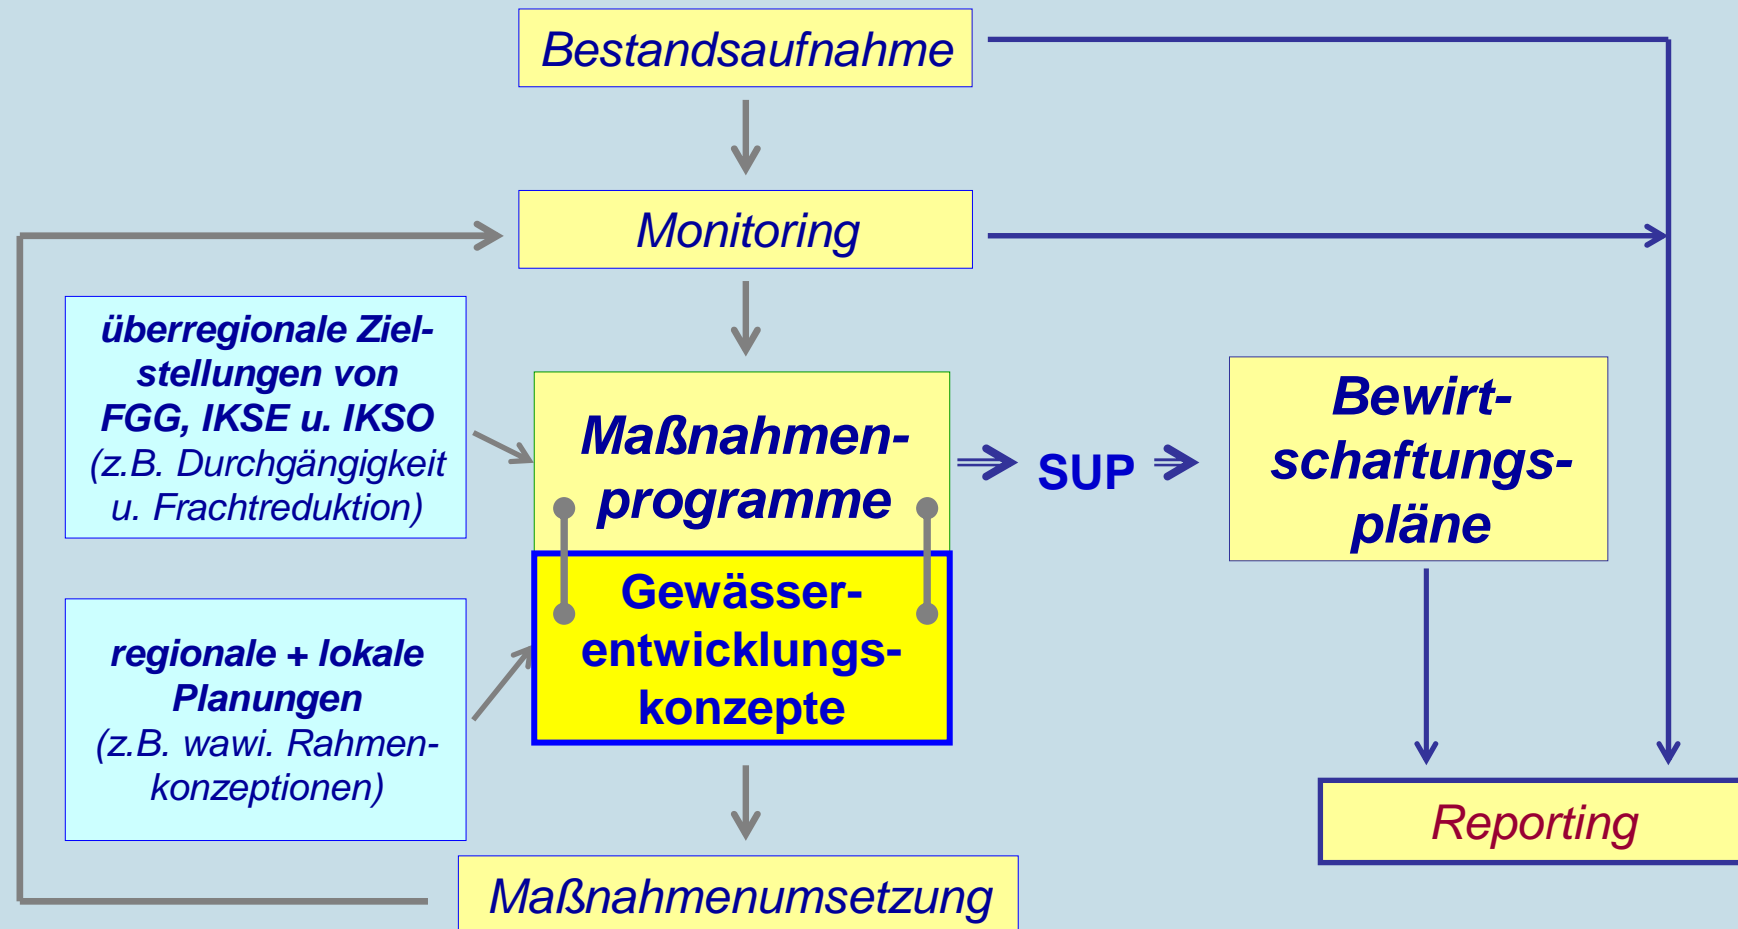 Bestandsaufnahme
Monitoring
überregionale Ziel-
stellungen von
FGG, IKSE u. IKSO
(z.B. Durchgängigkeit
u. Frachtreduktion)
Maßnahmen-
programme
SUP
Bewirt-
schaftungs-
pläne
Gewässer-
entwicklungs-
konzepte
regionale + lokale
Planungen
(z.B. wawi. Rahmen-
konzeptionen)
Reporting
Maßnahmenumsetzung